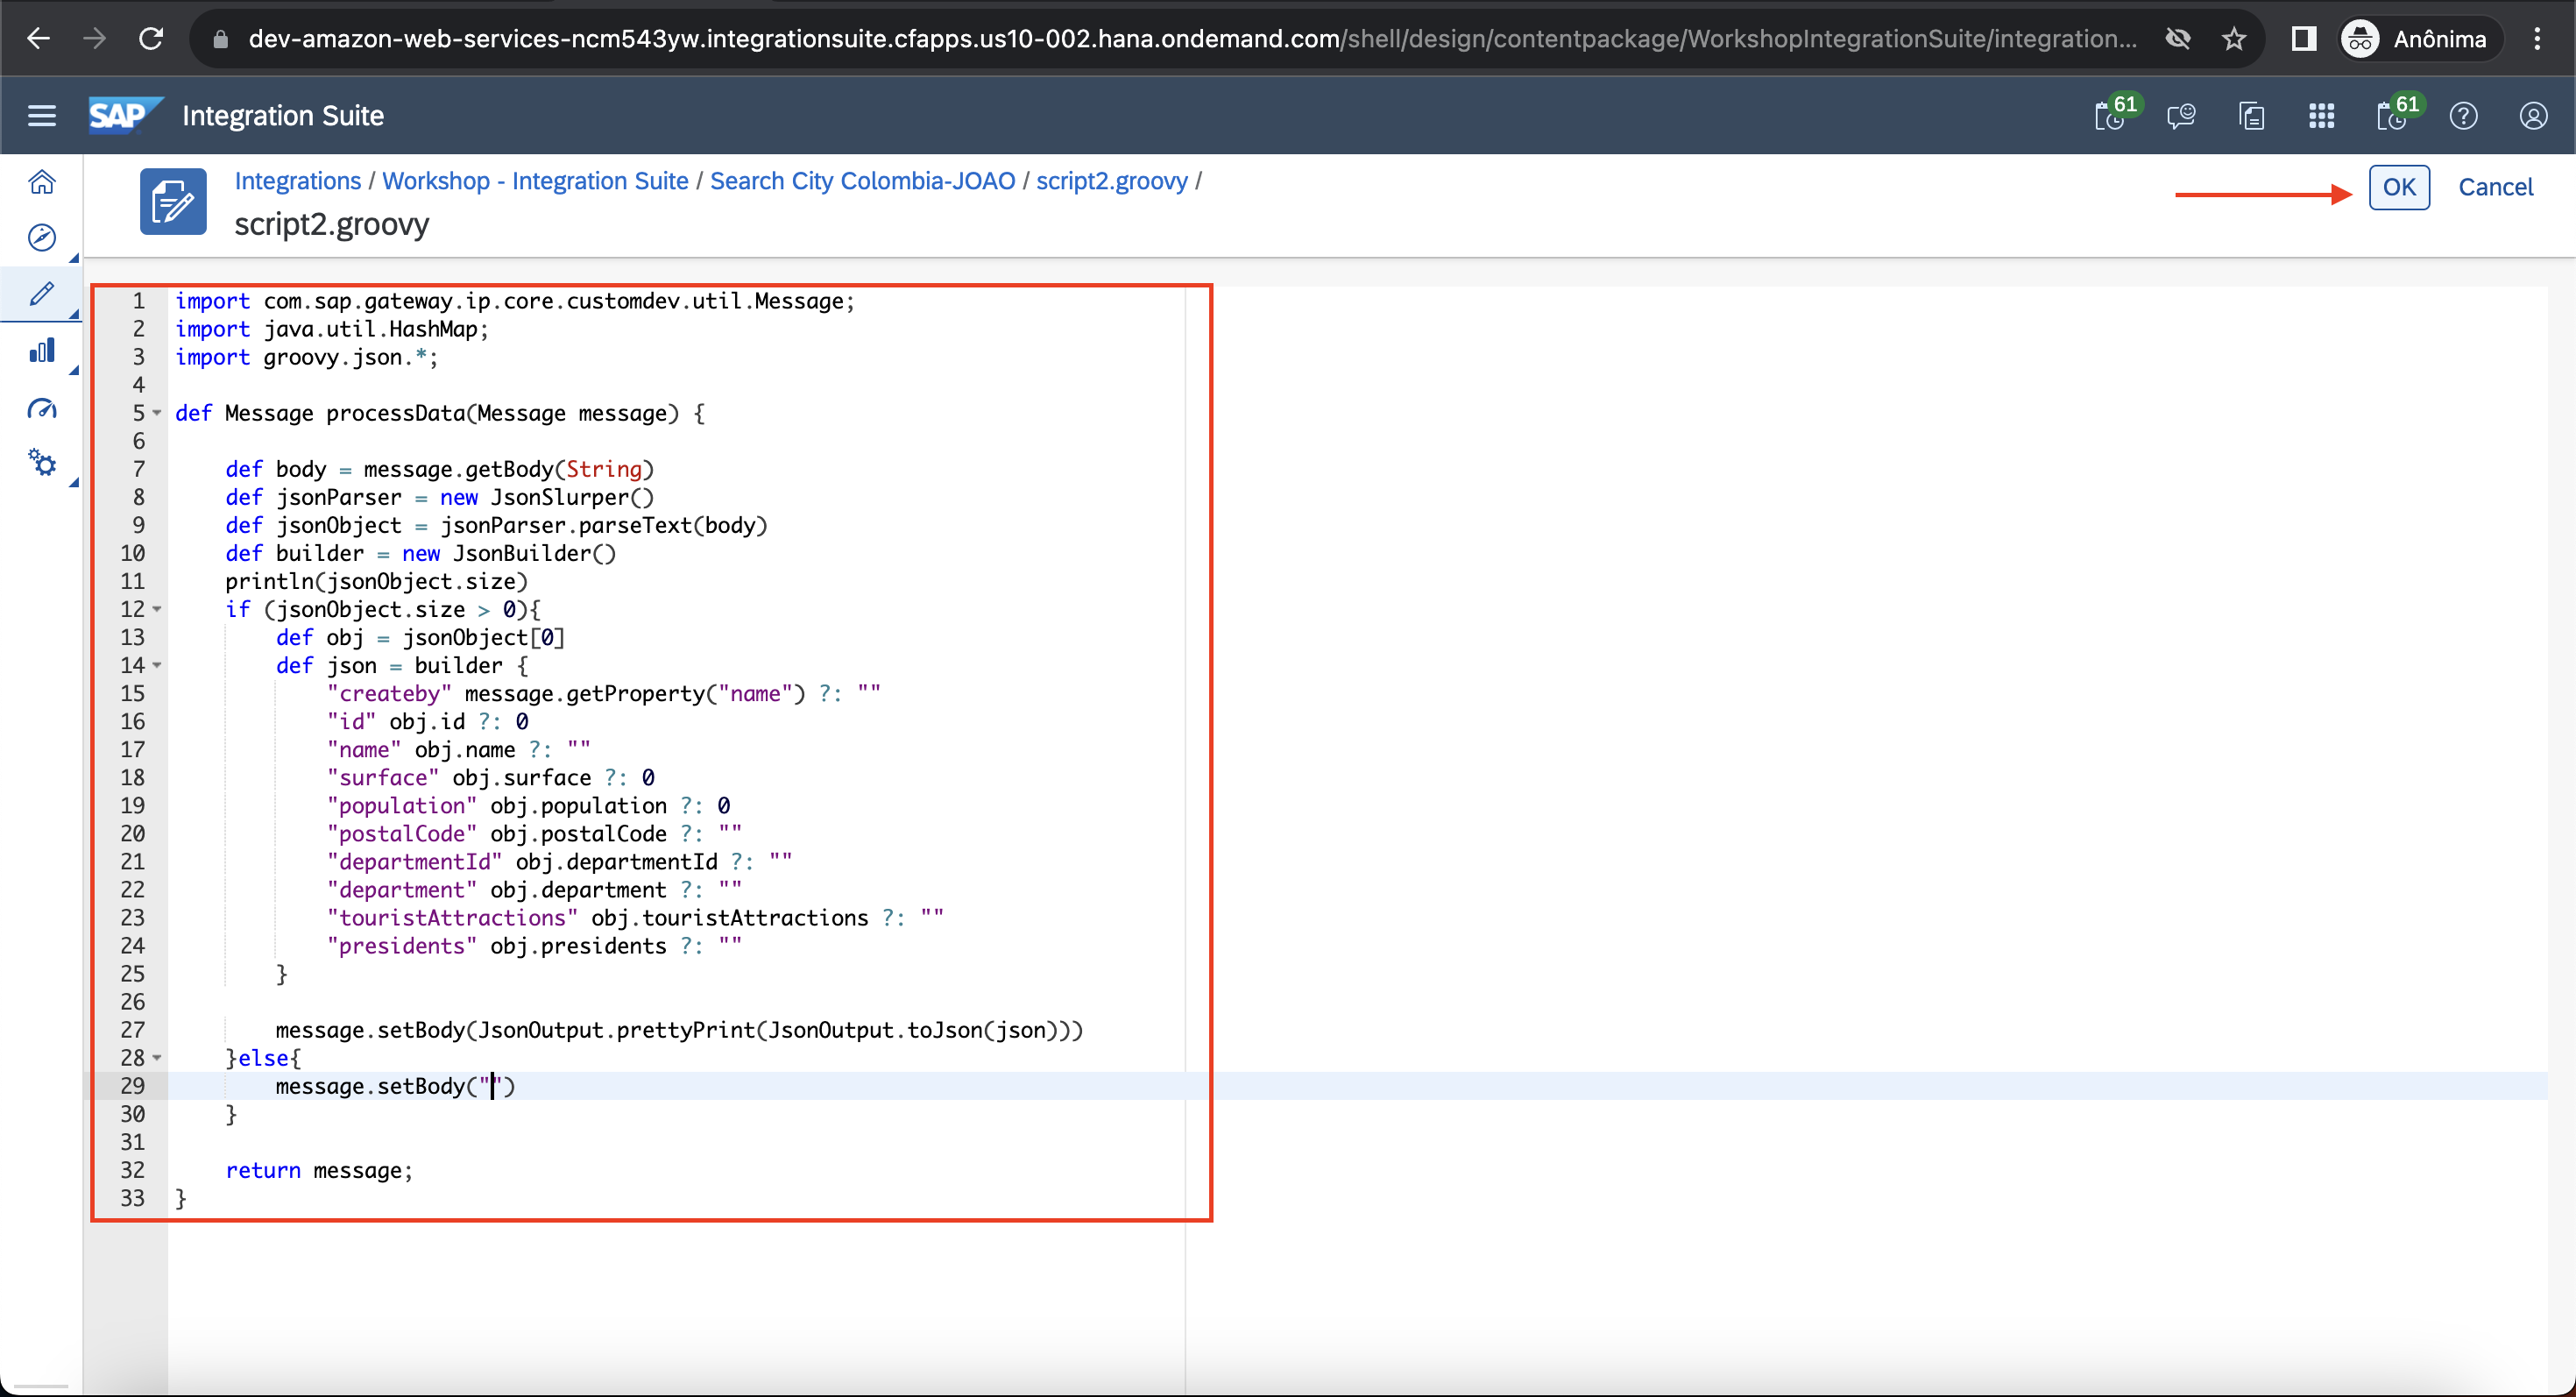 dev-amazon-web-services-ncm543yw.integrationsuite.cfapps.us10-002.hana.ondemand.com/shell/design/contentpackage/WorkshopIntegrationSuite/integration...
Anônima
SAP Integration Suite
61
61
Integrations / Workshop - Integration Suite / Search City Colombia-JOAO / script2.groovy /
OK
Cancel
script2.groovy
1 import com.sap.gateway.ip.core.customdev.util.Message;
2 import java.util.HashMap;
3 import groovy.json.*;
4
5 def Message processData(Message message) {
6
7     def body = message.getBody(String)
8     def jsonParser = new JsonSlurper()
9     def jsonObject = jsonParser.parseText(body)
10     def builder = new JsonBuilder()
11     println(jsonObject.size)
12     if (jsonObject.size > 0){
13         def obj = jsonObject[0]
14         def json = builder {
15             "createby" message.getProperty("name") ?: ""
16             "id" obj.id ?: 0
17             "name" obj.name ?: ""
18             "surface" obj.surface ?: 0
19             "population" obj.population ?: 0
20             "postalCode" obj.postalCode ?: ""
21             "departmentId" obj.departmentId ?: ""
22             "department" obj.department ?: ""
23             "touristAttractions" obj.touristAttractions ?: ""
24             "presidents" obj.presidents ?: ""
25         }
26
27         message.setBody(JsonOutput.prettyPrint(JsonOutput.toJson(json)))
28     }else{
29         message.setBody("")
30     }
31
32     return message;
33 }